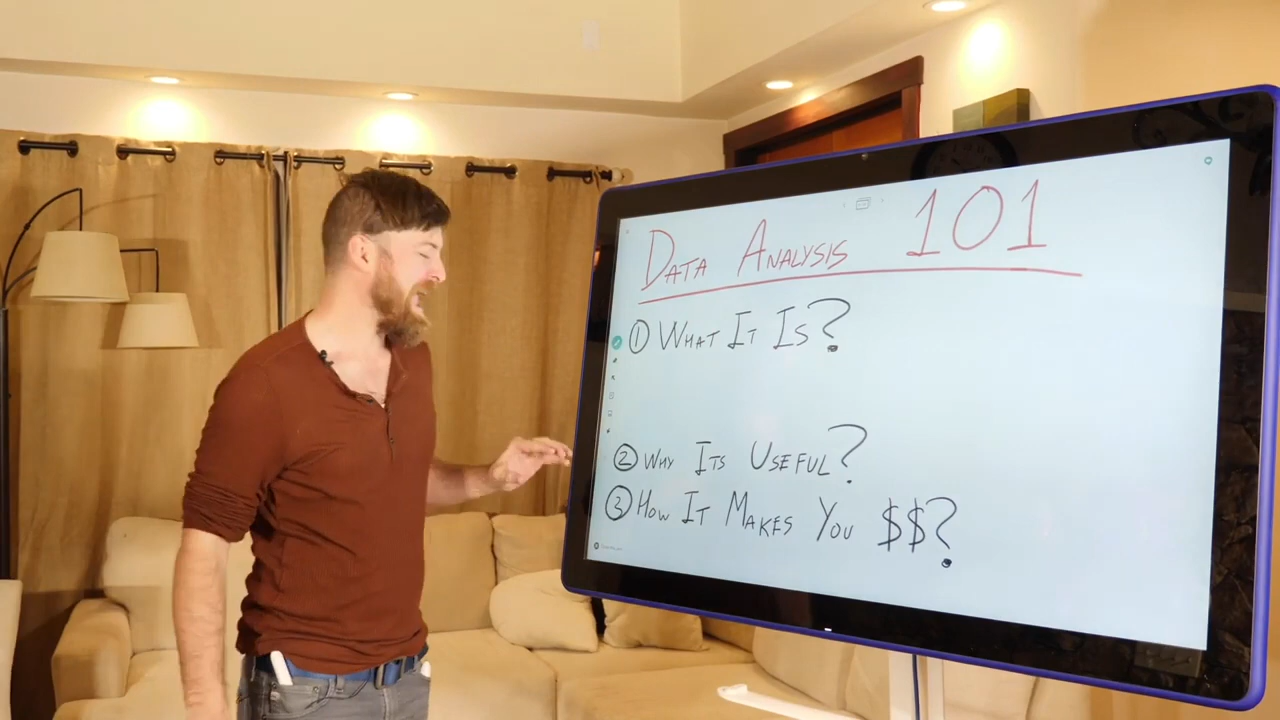 DATA ANALYSIS 101
① WHAT IT IS?
② WHY ITS USEFUL?
③ HOW IT MAKES YOU $$?